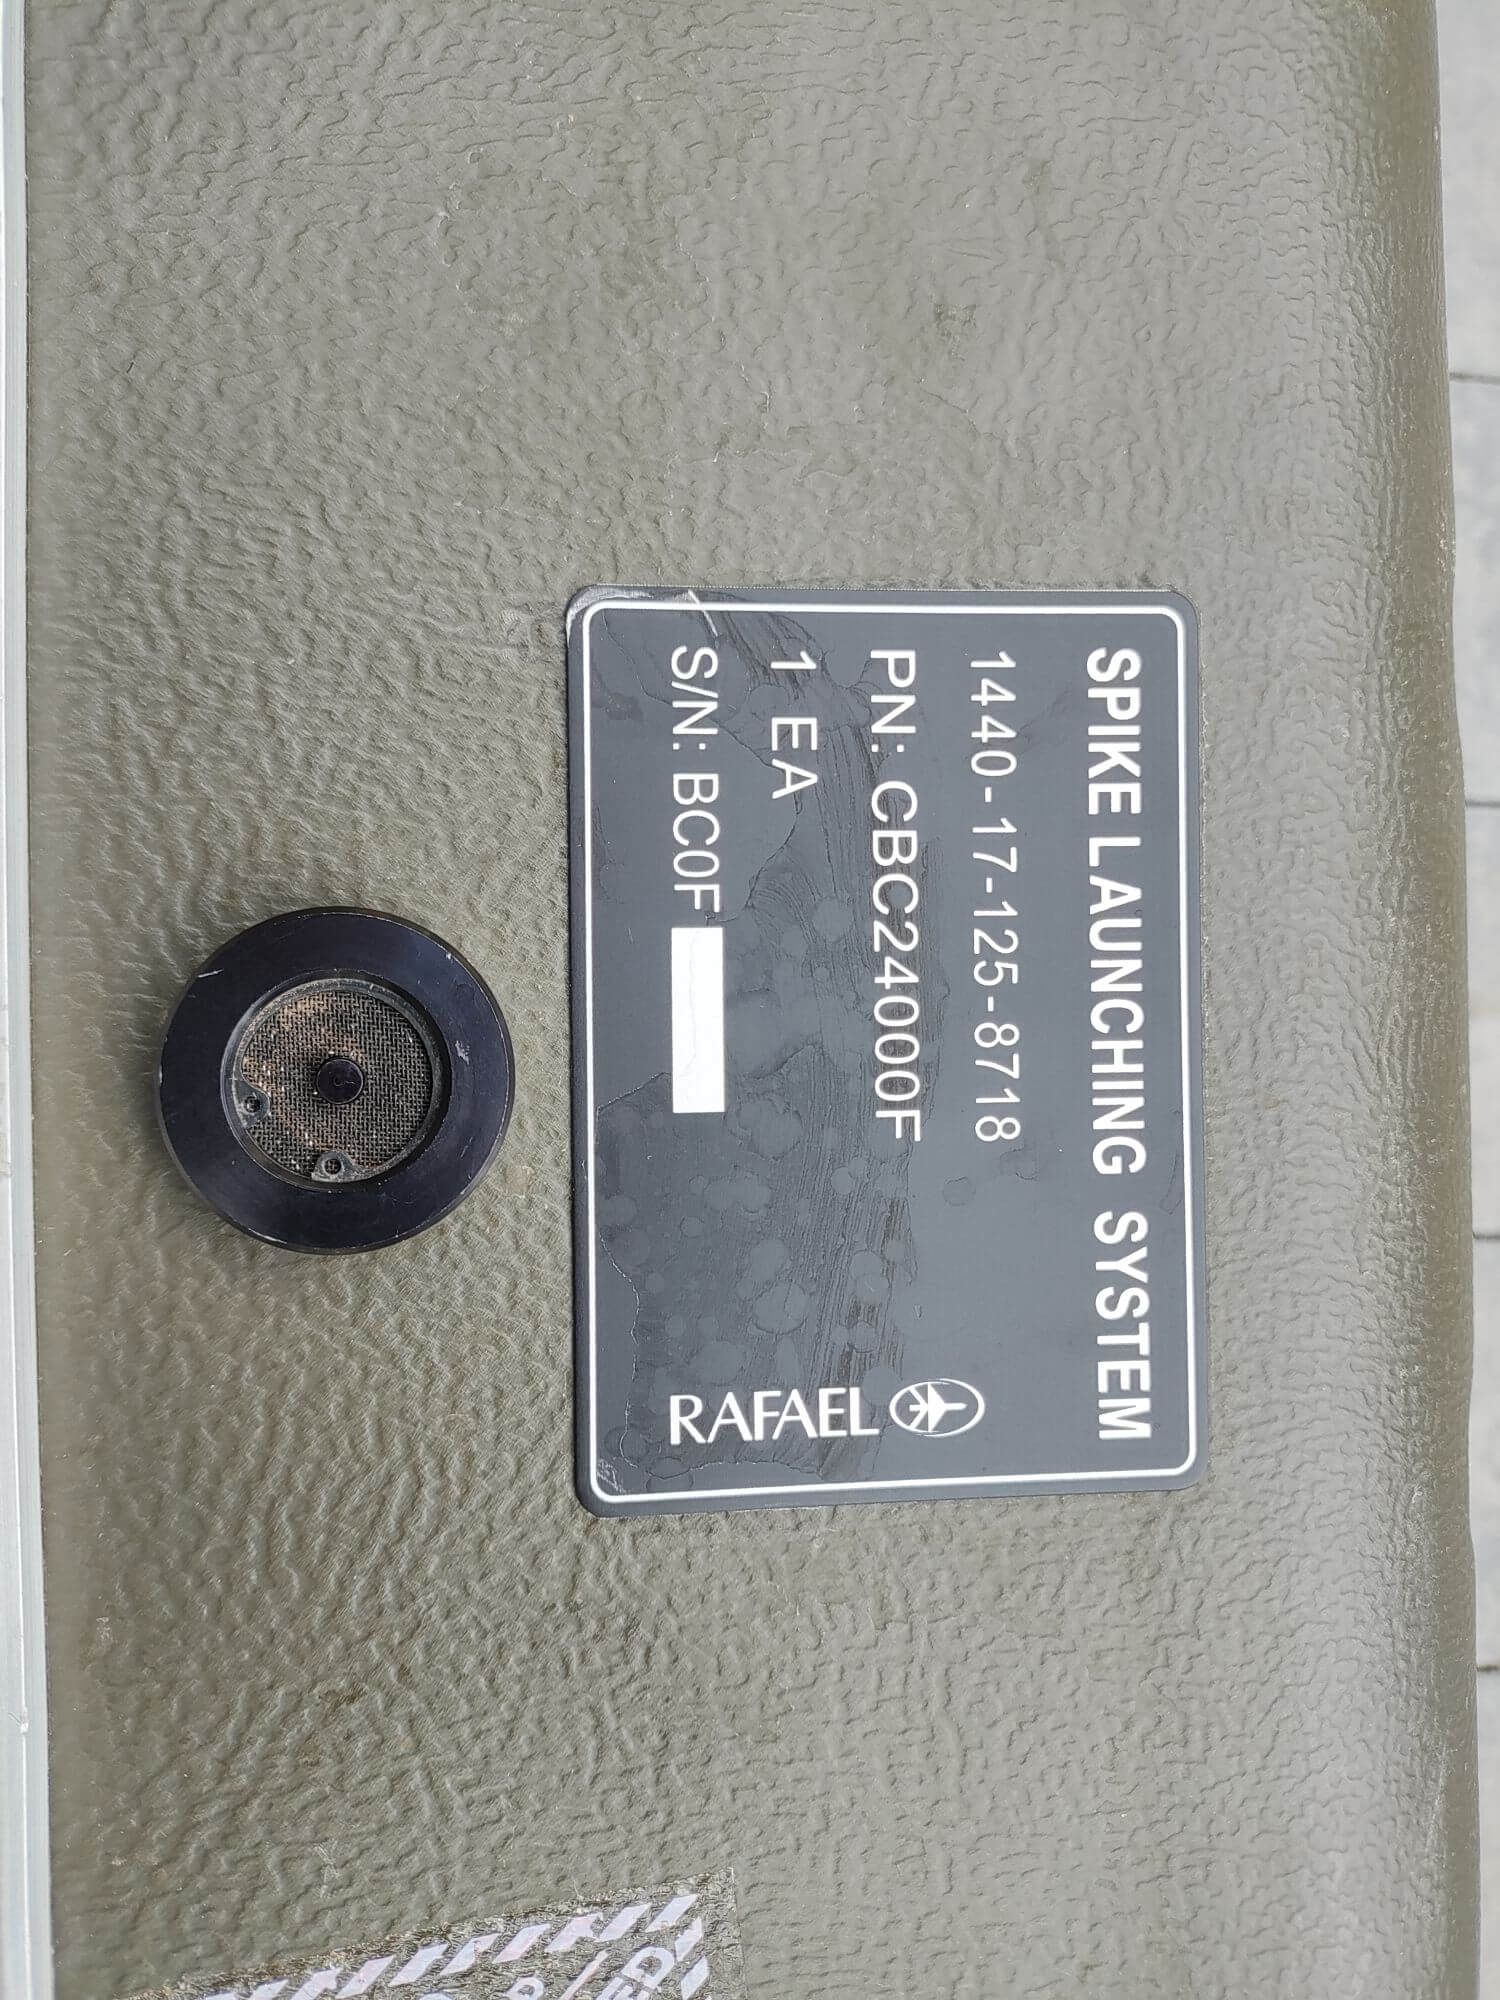 SPIKE LAUNCHING SYSTEM
1440-17-125-8718
PN: CBC24000F
1 EA
S/N: BC0F
RAFAEL